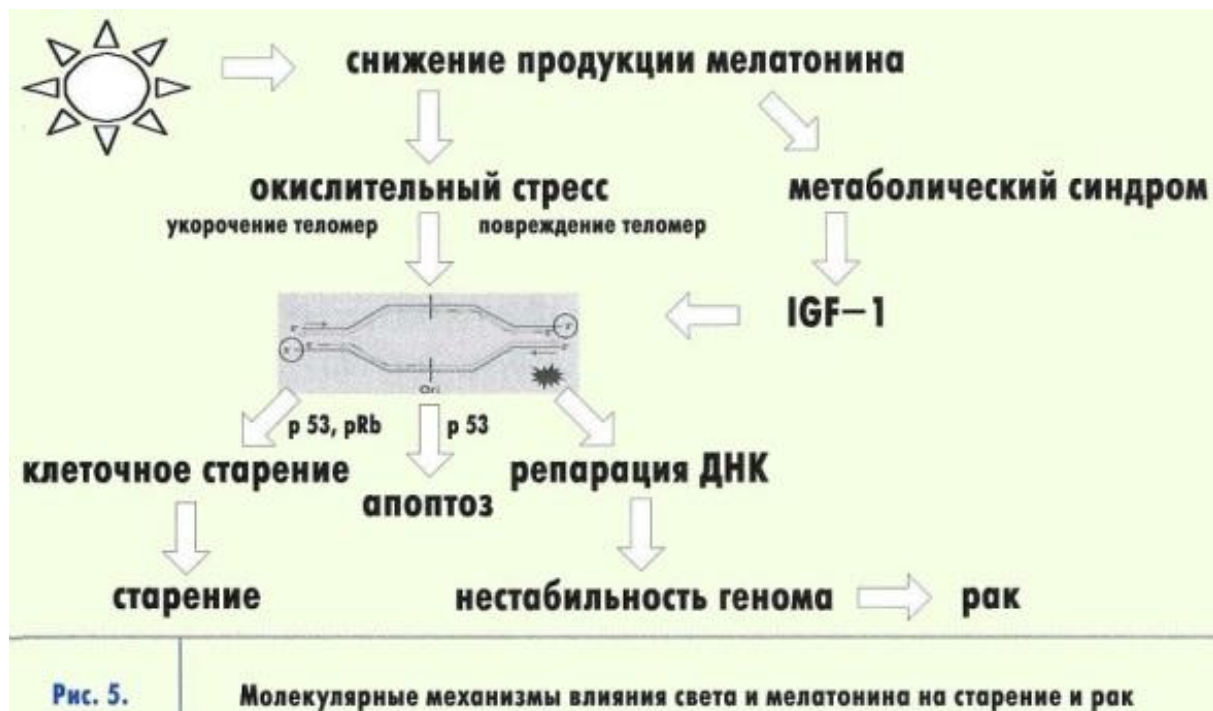 снижение продукции мелатонина
окислительный стресс
метаболический синдром
укорочение теломер
повреждение теломер
IGF–1
Ori
р 53, pRb
р 53
клеточное старение
репарация ДНК
апоптоз
старение
нестабильность генома
рак
Рис. 5.
Молекулярные механизмы влияния света и мелатонина на старение и рак